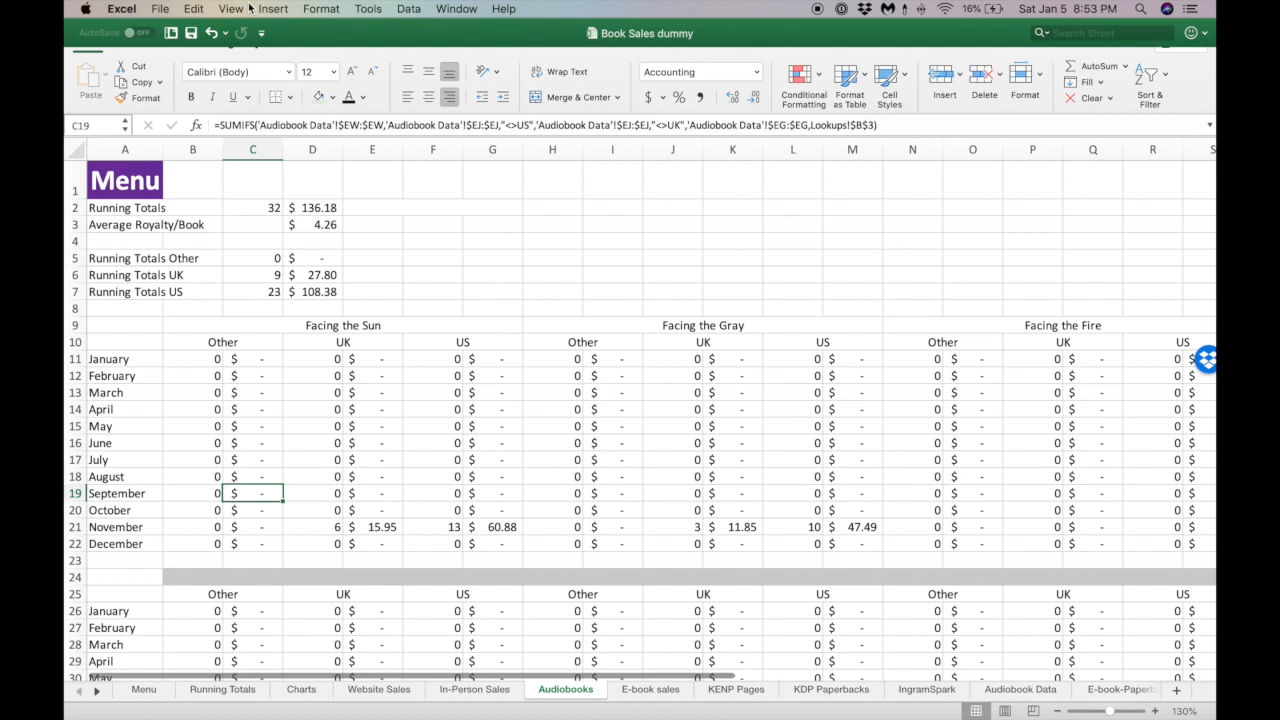 Excel File Edit View Insert Format Tools Data Window Help 16% Sat Jan 5 8:53 PM
AutoSave OFF Book Sales dummy Search Sheet
Paste Cut Copy Format Calibri (Body) 12 A A Wrap Text Accounting Conditional Formatting Format as Table Cell Styles Insert Delete Format AutoSum Fill Clear Sort & Filter
B I U A Merge & Center $ % ,
C19 fx =SUMIFS('Audiobook Data'!$EW:$EW,'Audiobook Data'!$EJ:$EJ,"<>US",'Audiobook Data'!$EJ:$EJ,"<>UK",'Audiobook Data'!$EG:$EG,Lookups!$B$3)
A B C D E F G H I J K L M N O P Q R S
1 Menu
2 Running Totals 32 $ 136.18
3 Average Royalty/Book $ 4.26
4
5 Running Totals Other 0 $ -
6 Running Totals UK 9 $ 27.80
7 Running Totals US 23 $ 108.38
8
9 Facing the Sun Facing the Gray Facing the Fire
10 Other UK US Other UK US Other UK US
11 January 0 $ - 0 $ - 0 $ - 0 $ - 0 $ - 0 $ - 0 $ - 0 $ - 0 $
12 February 0 $ - 0 $ - 0 $ - 0 $ - 0 $ - 0 $ - 0 $ - 0 $ - 0 $
13 March 0 $ - 0 $ - 0 $ - 0 $ - 0 $ - 0 $ - 0 $ - 0 $ - 0 $
14 April 0 $ - 0 $ - 0 $ - 0 $ - 0 $ - 0 $ - 0 $ - 0 $ - 0 $
15 May 0 $ - 0 $ - 0 $ - 0 $ - 0 $ - 0 $ - 0 $ - 0 $ - 0 $
16 June 0 $ - 0 $ - 0 $ - 0 $ - 0 $ - 0 $ - 0 $ - 0 $ - 0 $
17 July 0 $ - 0 $ - 0 $ - 0 $ - 0 $ - 0 $ - 0 $ - 0 $ - 0 $
18 August 0 $ - 0 $ - 0 $ - 0 $ - 0 $ - 0 $ - 0 $ - 0 $ - 0 $
19 September 0 $ - 0 $ - 0 $ - 0 $ - 0 $ - 0 $ - 0 $ - 0 $ - 0 $
20 October 0 $ - 0 $ - 0 $ - 0 $ - 0 $ - 0 $ - 0 $ - 0 $ - 0 $
21 November 0 $ - 6 $ 15.95 13 $ 60.88 0 $ - 3 $ 11.85 10 $ 47.49 0 $ - 0 $ - 0 $
22 December 0 $ - 0 $ - 0 $ - 0 $ - 0 $ - 0 $ - 0 $ - 0 $ - 0 $
23
24
25 Other UK US Other UK US Other UK US
26 January 0 $ - 0 $ - 0 $ - 0 $ - 0 $ - 0 $ - 0 $ - 0 $ - 0 $
27 February 0 $ - 0 $ - 0 $ - 0 $ - 0 $ - 0 $ - 0 $ - 0 $ - 0 $
28 March 0 $ - 0 $ - 0 $ - 0 $ - 0 $ - 0 $ - 0 $ - 0 $ - 0 $
29 April 0 $ - 0 $ - 0 $ - 0 $ - 0 $ - 0 $ - 0 $ - 0 $ - 0 $
30 May 0 $ - 0 $ - 0 $ - 0 $ - 0 $ - 0 $ - 0 $ - 0 $ - 0 $
Menu Running Totals Charts Website Sales In-Person Sales Audiobooks E-book sales KENP Pages KDP Paperbacks IngramSpark Audiobook Data E-book-Paperb
130%